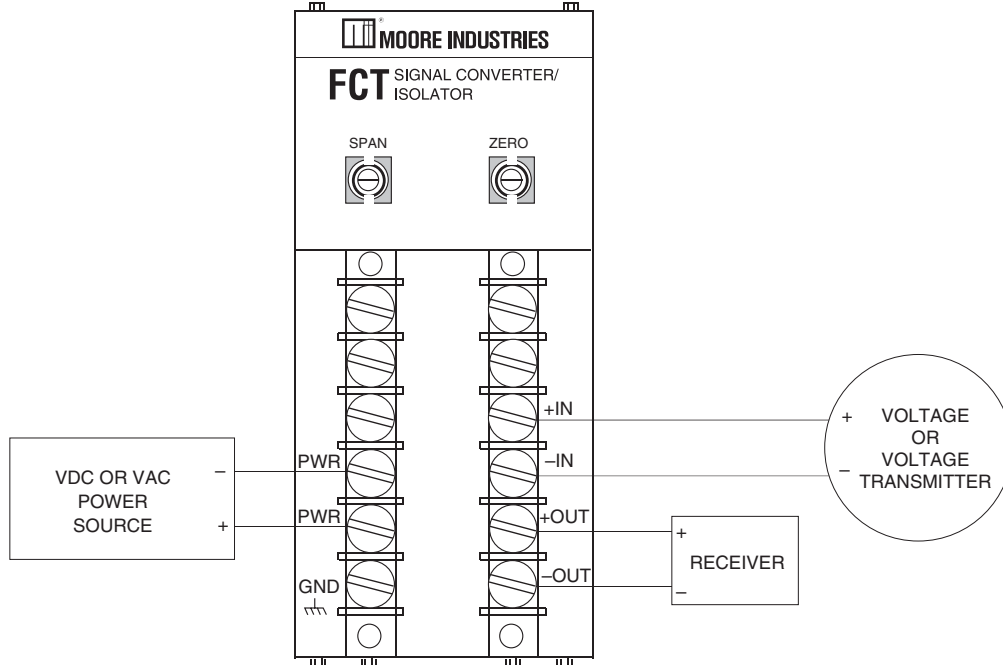 MOORE INDUSTRIES®
FCT SIGNAL CONVERTER/
ISOLATOR
SPAN
ZERO
+IN
–IN
+OUT
–OUT
PWR
PWR
GND
–
VDC OR VAC
POWER
SOURCE
+
+
VOLTAGE
OR
VOLTAGE
TRANSMITTER
–
+
RECEIVER
–